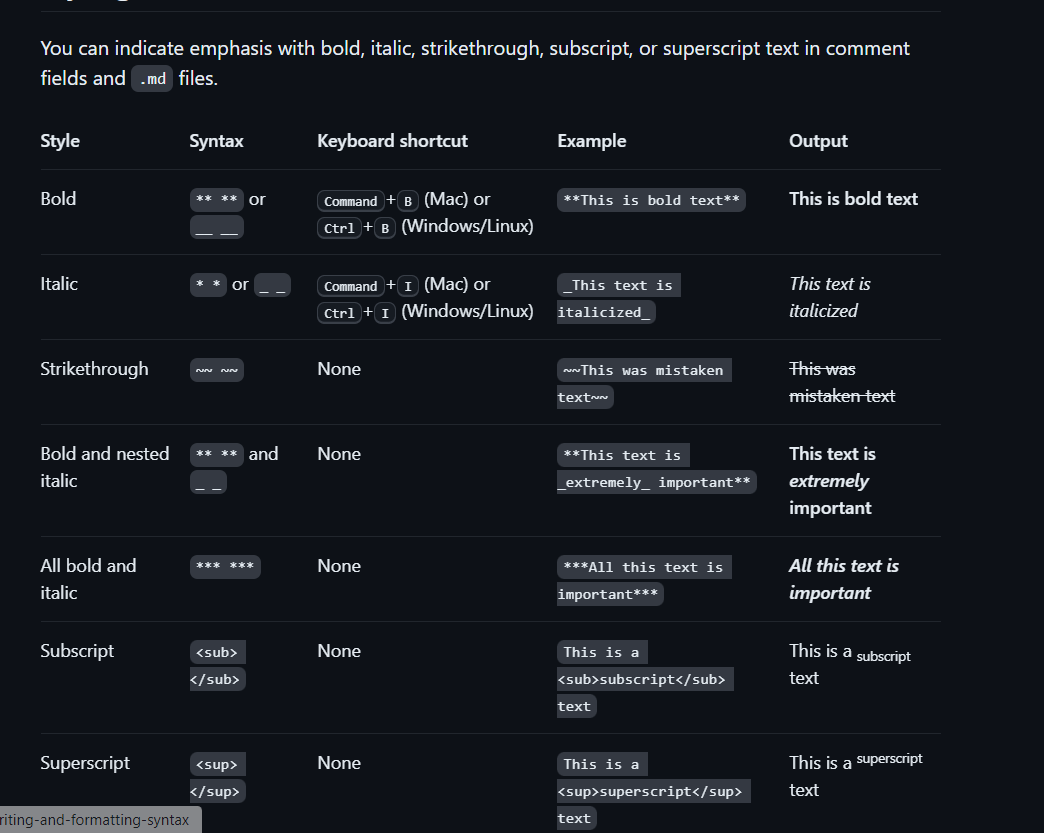 You can indicate emphasis with bold, italic, strikethrough, subscript, or superscript text in comment
fields and .md files.
Style Syntax Keyboard shortcut Example Output
Bold ** ** or Command+B (Mac) or **This is bold text** This is bold text
__ __ Ctrl+B (Windows/Linux)
Italic * * or _ _ Command+I (Mac) or _This text is This text is
Ctrl+I (Windows/Linux) italicized_ italicized
Strikethrough ~~ ~~ None ~~This was mistaken This was
text~~ mistaken text
Bold and nested ** ** and None **This text is This text is
italic _ _ _extremely_ important** extremely
important
All bold and *** *** None ***All this text is All this text is
italic important*** important
Subscript <sub> None This is a This is a subscript
</sub> <sub>subscript</sub> text
text
Superscript <sup> None This is a This is a superscript
</sup> <sup>superscript</sup> text
text
riting-and-formatting-syntax